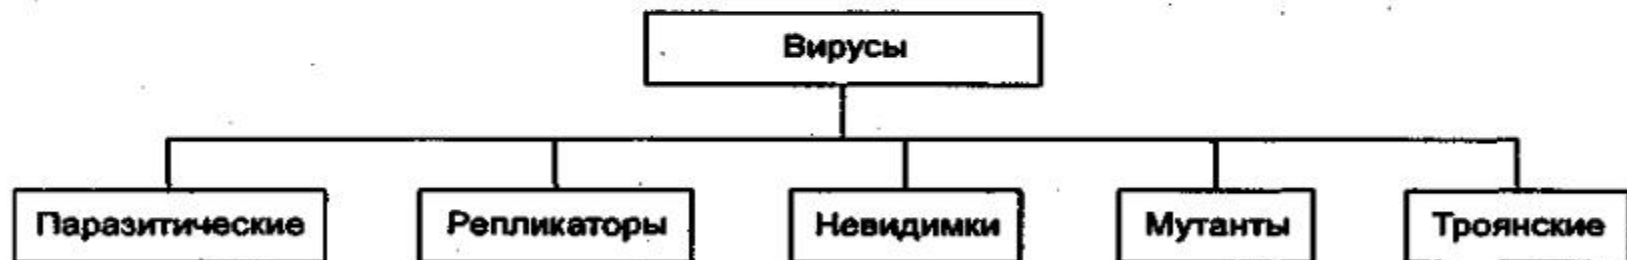 Вирусы
Паразитические Репликаторы Невидимки Мутанты Троянские